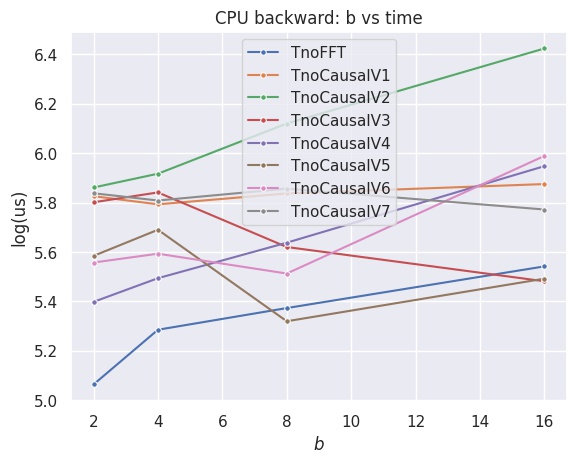 CPU backward: b vs time
TnoFFT
TnoCausalV1
TnoCausalV2
TnoCausalV3
TnoCausalV4
TnoCausalV5
TnoCausalV6
TnoCausalV7
log(us)
6.4
6.2
6.0
5.8
5.6
5.4
5.2
5.0
2 4 6 8 10 12 14 16
b